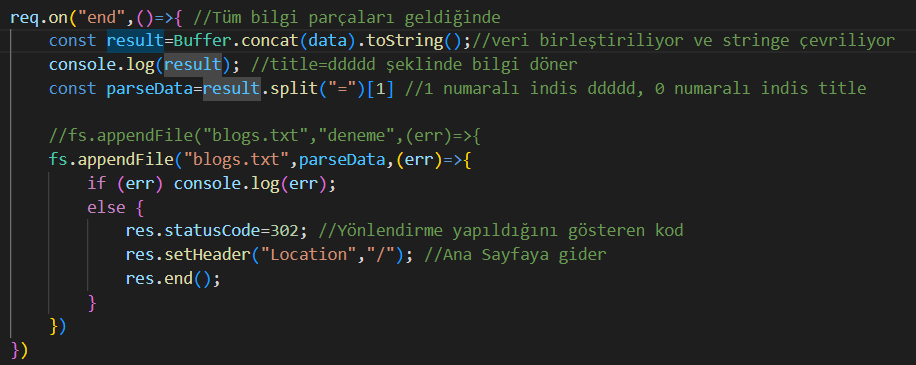 req.on("end",()=>{ //Tüm bilgi parçaları geldiğinde
const result=Buffer.concat(data).toString();//veri birleştiriliyor ve stringe çevriliyor
console.log(result); //title=ddddd şeklinde bilgi döner
const parseData=result.split("=")[1] //1 numaralı indis ddddd, 0 numaralı indis title
//fs.appendFile("blogs.txt","deneme",(err)=>{
fs.appendFile("blogs.txt",parseData,(err)=>{
if (err) console.log(err);
else {
res.statusCode=302; //Yönlendirme yapıldığını gösteren kod
res.setHeader("Location","/"); //Ana Sayfaya gider
res.end();
}
})
})